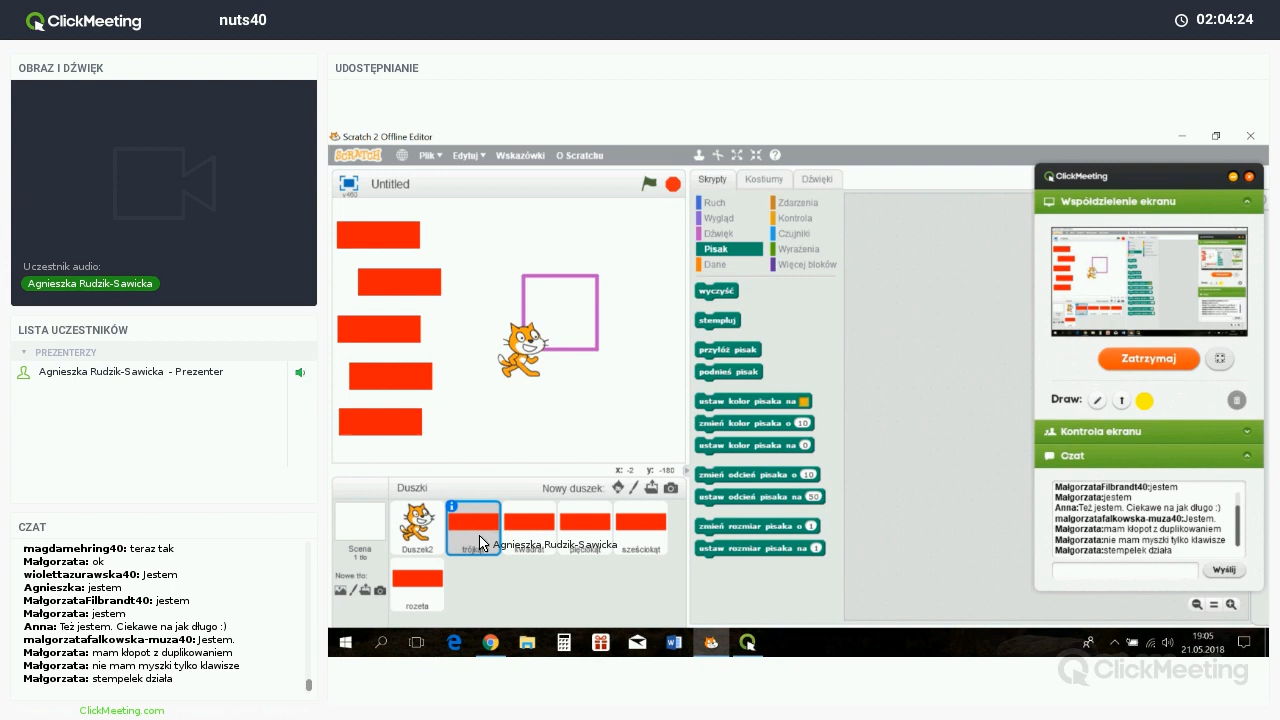 ClickMeeting
nuts40
02:04:24
OBRAZ I DŹWIĘK
Uczestnik audio:
Agnieszka Rudzik-Sawicka
LISTA UCZESTNIKÓW
PREZENTERZY
Agnieszka Rudzik-Sawicka - Prezenter
CZAT
magdamehring40: teraz tak
Małgorzata: ok
wiolettazurawska40: Jestem
Agnieszka: jestem
MałgorzataFilbrandt40: jestem
Małgorzata: jestem
Anna: Też jestem. Ciekawe na jak długo :)
malgorzatafalkowska-muza40: Jestem.
Małgorzata: mam kłopot z duplikowaniem
Małgorzata: nie mam myszki tylko klawisze
Małgorzata: stempelek działa
ClickMeeting.com
UDOSTĘPNIANIE
Scratch 2 Offline Editor
SCRATCH
Plik
Edytuj
Wskazówki
O Scratchu
Untitled
v460
x: -2 y: -180
Duszki
Nowy duszek:
Scena
1 tło
Nowe tło:
Duszek2
kwadrat
pięciokąt
sześciokąt
Agnieszka Rudzik-Sawicka
rozeta
Skrypty
Kostiumy
Dźwięki
Ruch
Wygląd
Dźwięk
Pisak
Dane
Zdarzenia
Kontrola
Czujniki
Wyrażenia
Więcej bloków
wyczyść
stempluj
przyłóż pisak
podnieś pisak
ustaw kolor pisaka na
zmień kolor pisaka o 10
ustaw kolor pisaka na 0
zmień odcień pisaka o 10
ustaw odcień pisaka na 50
zmień rozmiar pisaka o 1
ustaw rozmiar pisaka na 1
ClickMeeting
Współdzielenie ekranu
Zatrzymaj
Draw:
Kontrola ekranu
Czat
MałgorzataFilbrandt40:jestem
Małgorzata:jestem
Anna:Też jestem. Ciekawe na jak długo :)
malgorzatafalkowska-muza40:Jestem.
Małgorzata:mam kłopot z duplikowaniem
Małgorzata:nie mam myszki tylko klawisze
Małgorzata:stempelek działa
Wyślij
19:05
21.05.2018
ClickMeeting